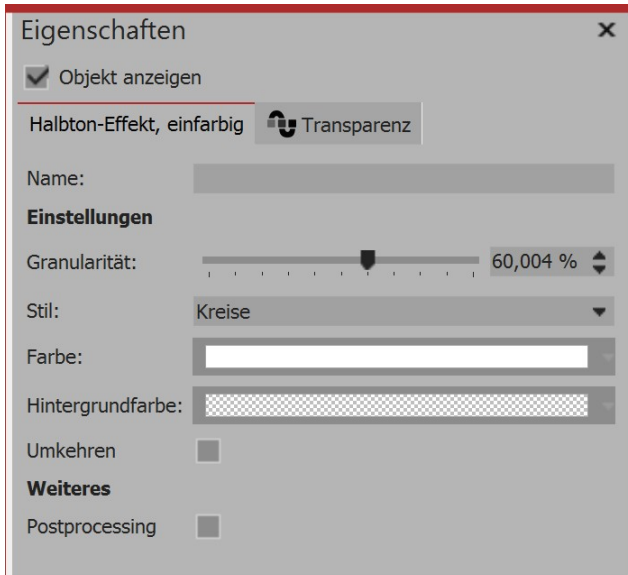 Eigenschaften
Objekt anzeigen
Halbton-Effekt, einfarbig Transparenz
Name:
Einstellungen
Granularität: 60,004 %
Stil: Kreise
Farbe:
Hintergrundfarbe:
Umkehren
Weiteres
Postprocessing